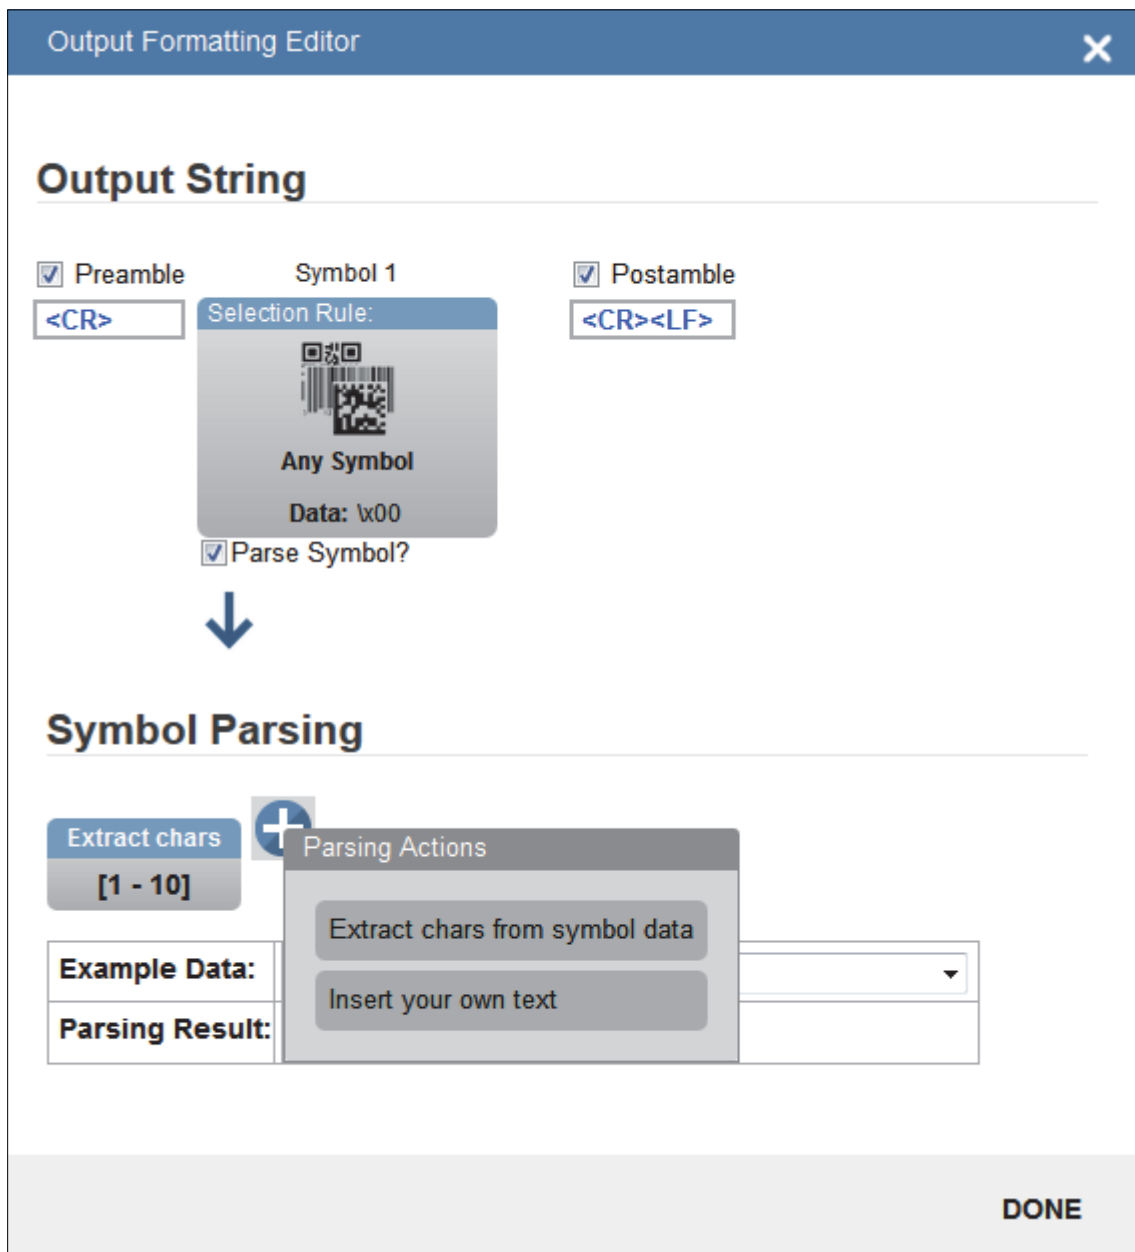 Output Formatting Editor
Output String
Preamble
Symbol 1
Postamble
<CR>
Selection Rule:
<CR><LF>
Any Symbol
Data: \x00
Parse Symbol?
Symbol Parsing
Extract chars
[1 - 10]
Parsing Actions
Extract chars from symbol data
Insert your own text
Example Data:
Parsing Result:
DONE